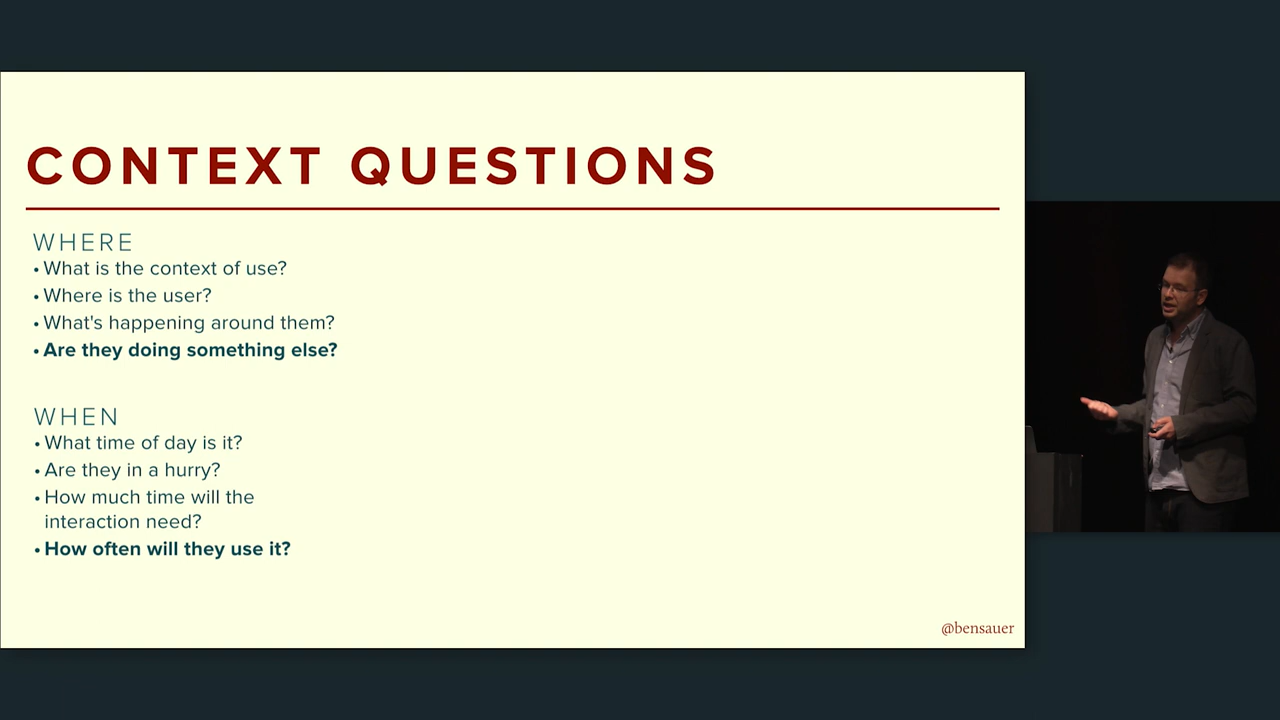 CONTEXT QUESTIONS
WHERE
• What is the context of use?
• Where is the user?
• What's happening around them?
• Are they doing something else?
WHEN
• What time of day is it?
• Are they in a hurry?
• How much time will the
interaction need?
• How often will they use it?
@bensauer